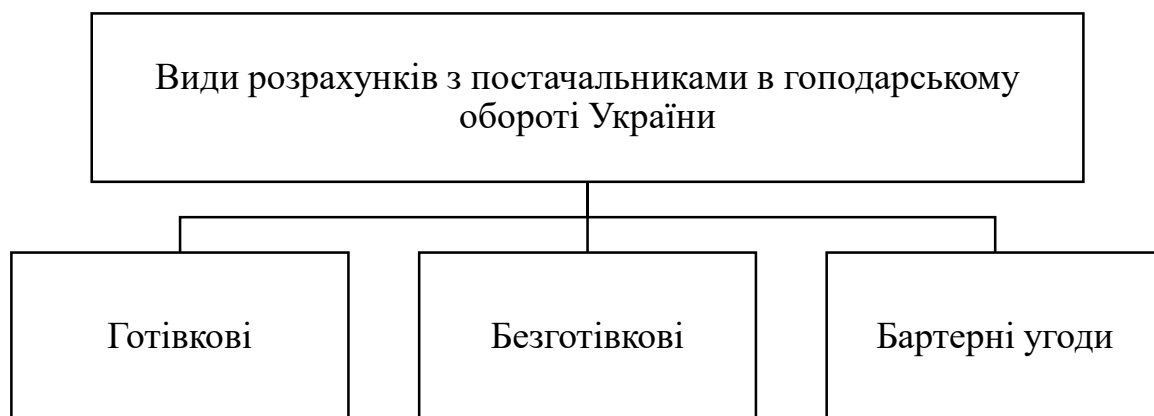 Види розрахунків з постачальниками в гоподарському
обороті України
Готівкові
Безготівкові
Бартерні угоди